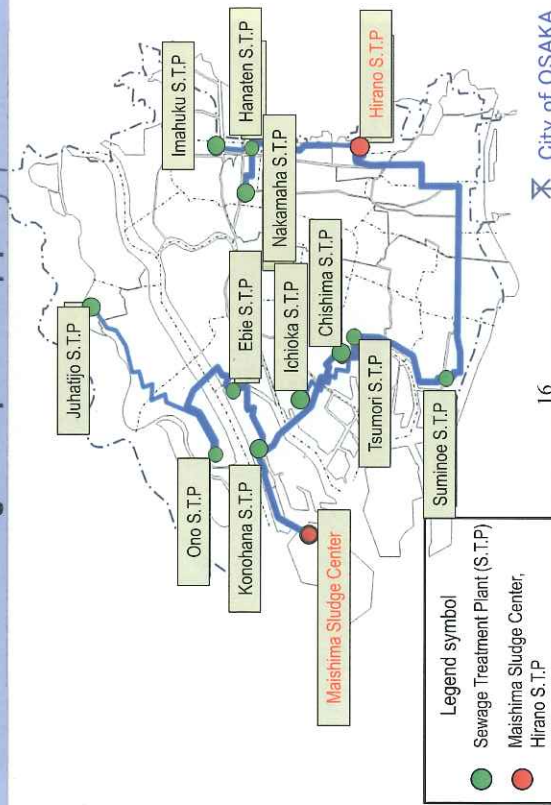 Juhatijo S.T.P
Imahuku S.T.P
Hanaten S.T.P
Nakamaha S.T.P
Hirano S.T.P
Ono S.T.P
Ebie S.T.P
Konohana S.T.P
Ichioka S.T.P
Chishima S.T.P
Tsumori S.T.P
Suminoe S.T.P
Maishima Sludge Center
Legend symbol
Sewage Treatment Plant (S.T.P)
Maishima Sludge Center,
Hirano S.T.P
16
City of OSAKA